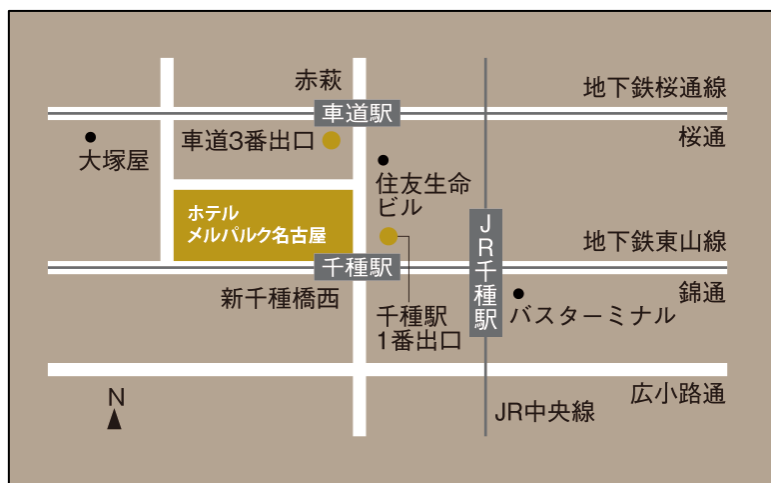 赤萩
地下鉄桜通線
車道駅
車道3番出口
桜通
大塚屋
住友生命
ビル
ホテル
メルパルク名古屋
JR千種駅
地下鉄東山線
千種駅
新千種橋西
錦通
千種駅
1番出口
バスターミナル
広小路通
N
JR中央線